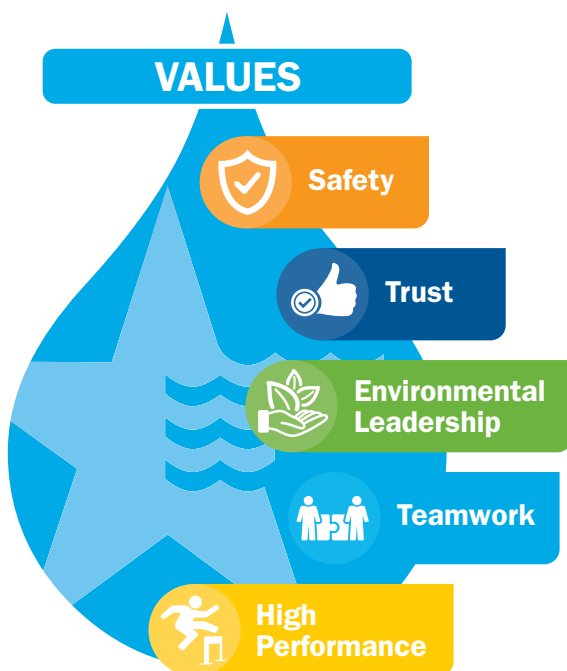 VALUES
Safety
Trust
Environmental
Leadership
Teamwork
High
Performance